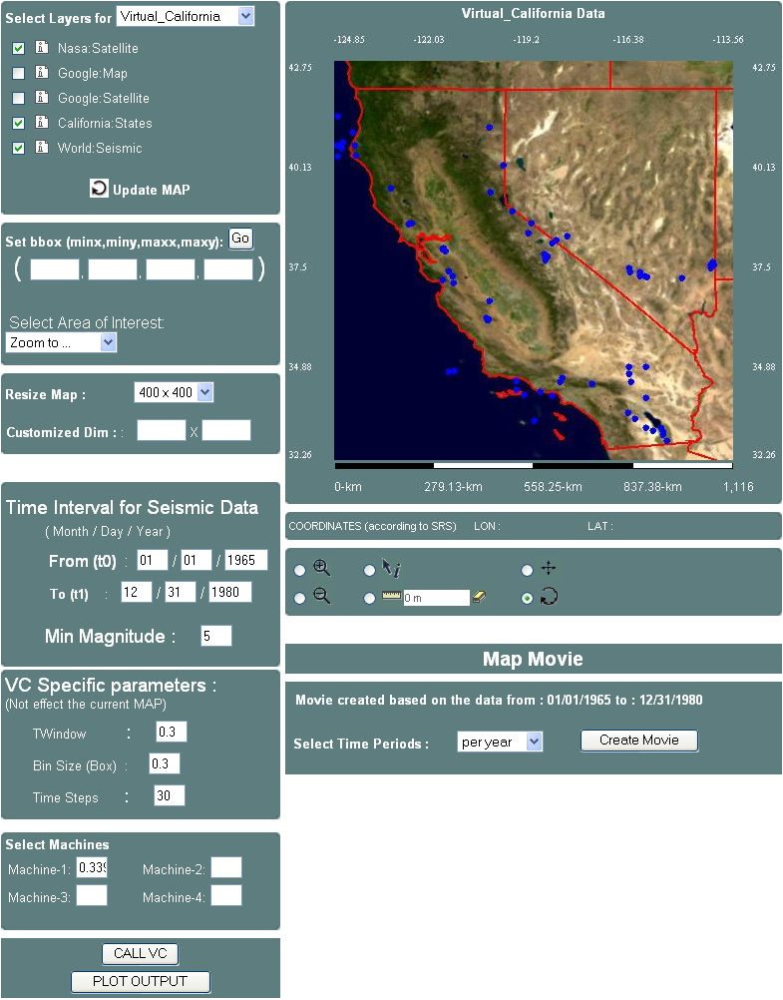 Select Layers for Virtual_California
Nasa:Satellite
Google:Map
Google:Satellite
California:States
World:Seismic
Update MAP
Set bbox (minx,miny,maxx,maxy): Go
( , , , )
Select Area of Interest:
Zoom to ...
Resize Map : 400 x 400
Customized Dim : : X
Time Interval for Seismic Data
( Month / Day / Year )
From (t0) : 01 / 01 / 1965
To (t1) : 12 / 31 / 1980
Min Magnitude : 5
VC Specific parameters :
(Not effect the current MAP)
TWindow : 0.3
Bin Size (Box) : 0.3
Time Steps : 30
Select Machines
Machine-1: 0.339 Machine-2:
Machine-3: Machine-4:
CALL VC
PLOT OUTPUT
Virtual_California Data
-124.85 -122.03 -119.2 -116.38 -113.56
42.75 42.75
40.13 40.13
37.5 37.5
34.88 34.88
32.26 32.26
0-km 279.13-km 558.25-km 837.38-km 1,116
COORDINATES (according to SRS) LON : LAT :
0 m
Map Movie
Movie created based on the data from : 01/01/1965 to : 12/31/1980
Select Time Periods : per year Create Movie